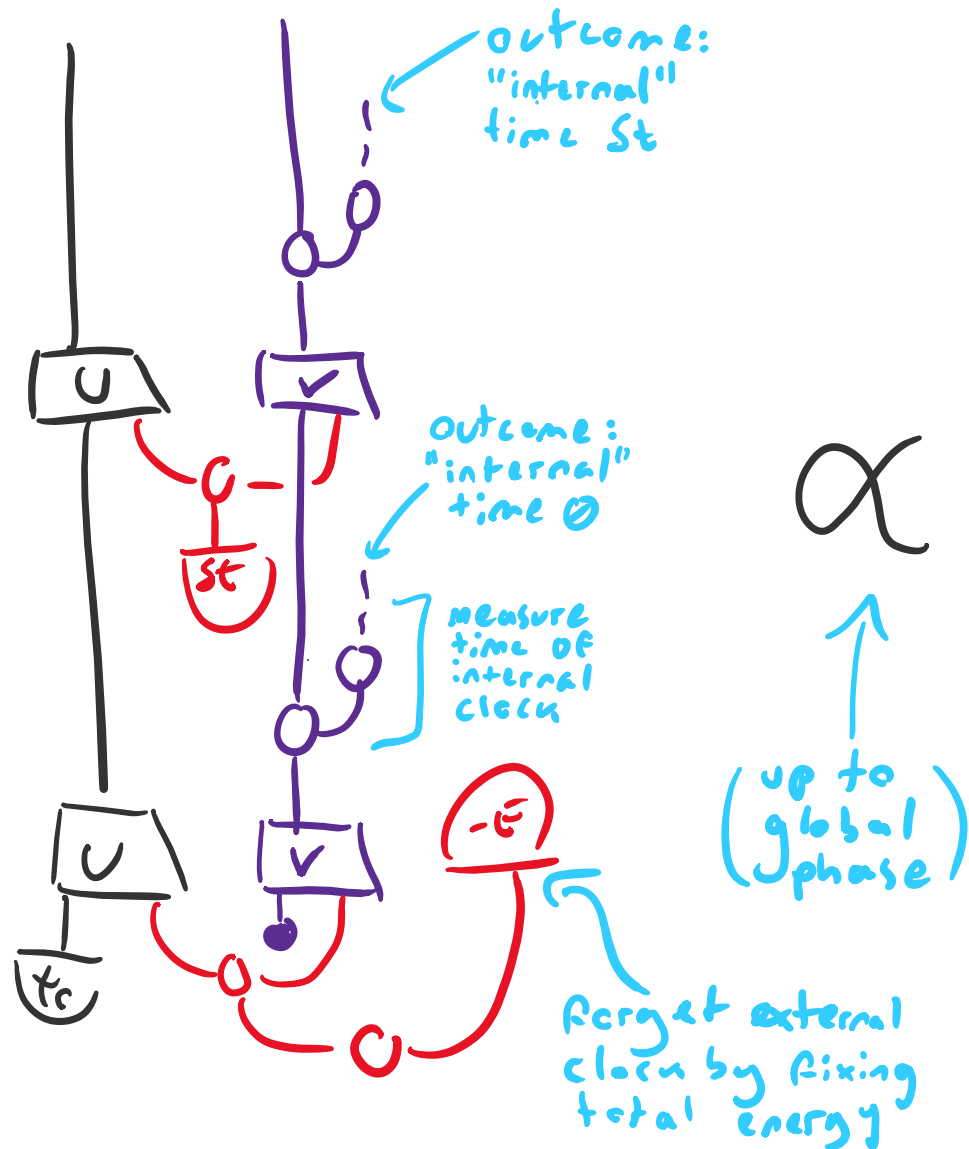 outcome:
"internal"
time δt
U
V
δt
outcome:
"internal"
time 0
∝
measure
time of
internal
clock
(up to
global
phase)
-E
U
V
forget external
clock by fixing
total energy